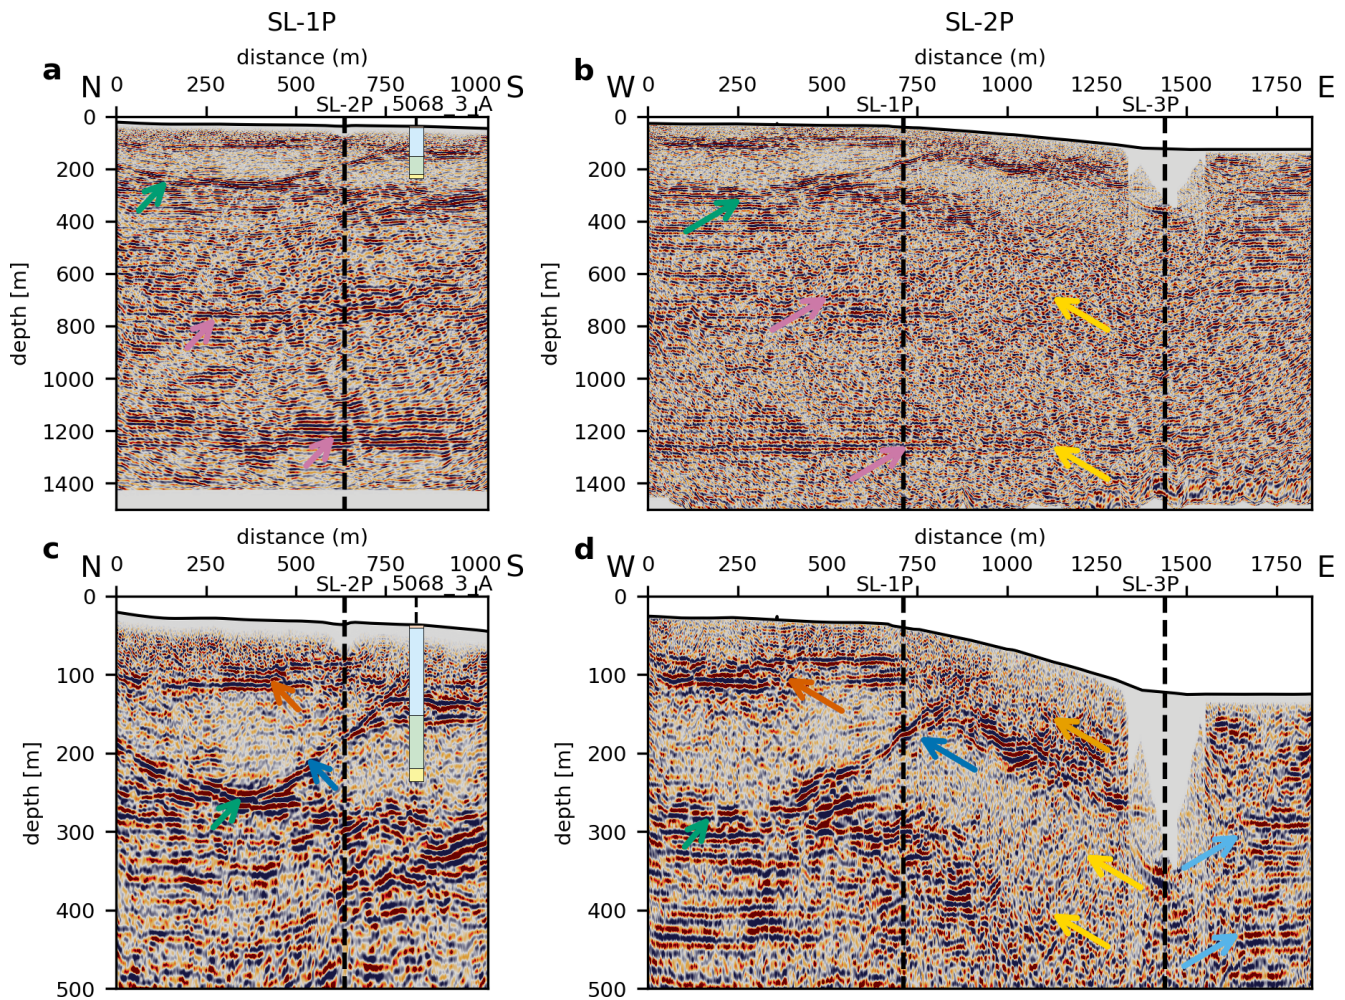 SL-1P
SL-2P
distance (m)
distance (m)
a
N
0
250
500
750
1000
S
b
W
0
250
500
750
1000
1250
1500
1750
E
SL-2P
5068_3_A
SL-1P
SL-3P
0
200
400
600
800
1000
1200
1400
depth [m]
0
200
400
600
800
1000
1200
1400
depth [m]
distance (m)
distance (m)
c
N
0
250
500
750
1000
S
d
W
0
250
500
750
1000
1250
1500
1750
E
SL-2P
5068_3_A
SL-1P
SL-3P
0
100
200
300
400
500
depth [m]
0
100
200
300
400
500
depth [m]